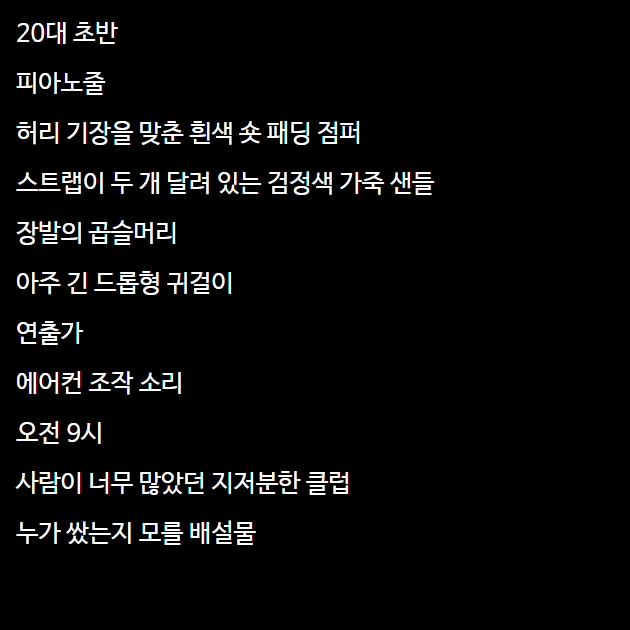 20대 초반
피아노줄
허리 기장을 맞춘 흰색 숏 패딩 점퍼
스트랩이 두 개 달려 있는 검정색 가죽 샌들
장발의 곱슬머리
아주 긴 드롭형 귀걸이
연출가
에어컨 조작 소리
오전 9시
사람이 너무 많았던 지저분한 클럽
누가 쌌는지 모를 배설물